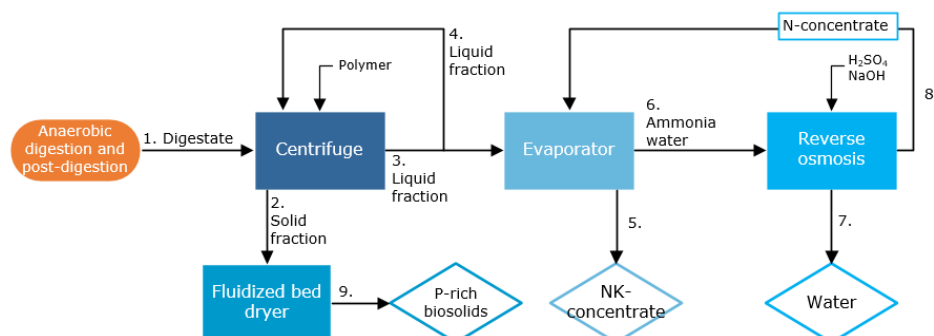 4.
Liquid
fraction
Polymer
N-concentrate
H₂SO₄
NaOH
8
Anaerobic
digestion and
post-digestion
1. Digestate
Centrifuge
3.
Liquid
fraction
Evaporator
6.
Ammonia
water
Reverse
osmosis
2.
Solid
fraction
5.
7.
Fluidized bed
dryer
9.
P-rich
biosolids
NK-
concentrate
Water